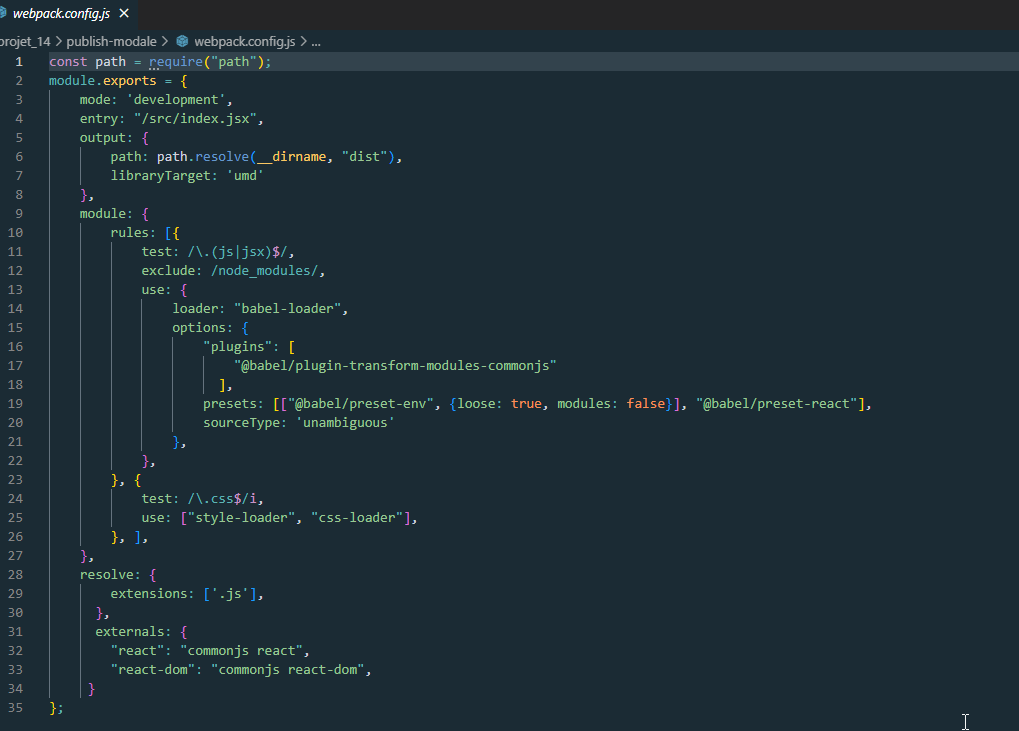 webpack.config.js ×
projet_14 > publish-modale > webpack.config.js > ...
1 const path = require("path");
2 module.exports = {
3 mode: 'development',
4 entry: "/src/index.jsx",
5 output: {
6 path: path.resolve(__dirname, "dist"),
7 libraryTarget: 'umd'
8 },
9 module: {
10 rules: [{
11 test: /\.(js|jsx)$/,
12 exclude: /node_modules/,
13 use: {
14 loader: "babel-loader",
15 options: {
16 "plugins": [
17 "@babel/plugin-transform-modules-commonjs"
18 ],
19 presets: [["@babel/preset-env", {loose: true, modules: false}], "@babel/preset-react"],
20 sourceType: 'unambiguous'
21 },
22 },
23 }, {
24 test: /\.css$/i,
25 use: ["style-loader", "css-loader"],
26 }, ],
27 },
28 resolve: {
29 extensions: ['.js'],
30 },
31 externals: {
32 "react": "commonjs react",
33 "react-dom": "commonjs react-dom",
34 }
35 };